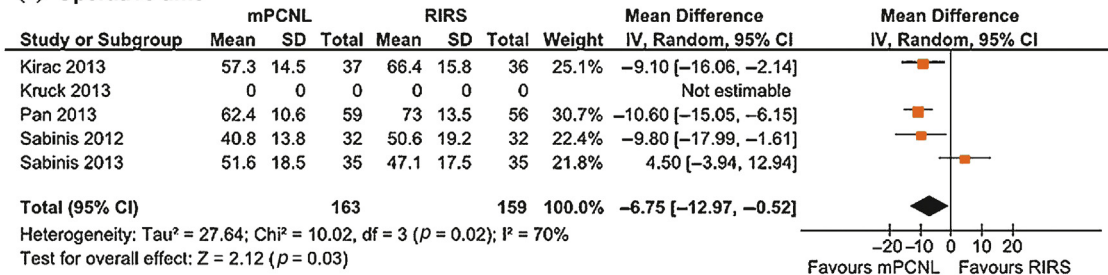 mPCNL RIRS Mean Difference Mean Difference
Study or Subgroup Mean SD Total Mean SD Total Weight IV, Random, 95% CI IV, Random, 95% CI
Kirac 2013 57.3 14.5 37 66.4 15.8 36 25.1% −9.10 [−16.06, −2.14]
Kruck 2013 0 0 0 0 0 0 Not estimable
Pan 2013 62.4 10.6 59 73 13.5 56 30.7% −10.60 [−15.05, −6.15]
Sabinis 2012 40.8 13.8 32 50.6 19.2 32 22.4% −9.80 [−17.99, −1.61]
Sabinis 2013 51.6 18.5 35 47.1 17.5 35 21.8% 4.50 [−3.94, 12.94]
Total (95% CI) 163 159 100.0% −6.75 [−12.97, −0.52]
Heterogeneity: Tau² = 27.64; Chi² = 10.02, df = 3 (p = 0.02); I² = 70%
Test for overall effect: Z = 2.12 (p = 0.03)
−20 −10 0 10 20
Favours mPCNL Favours RIRS